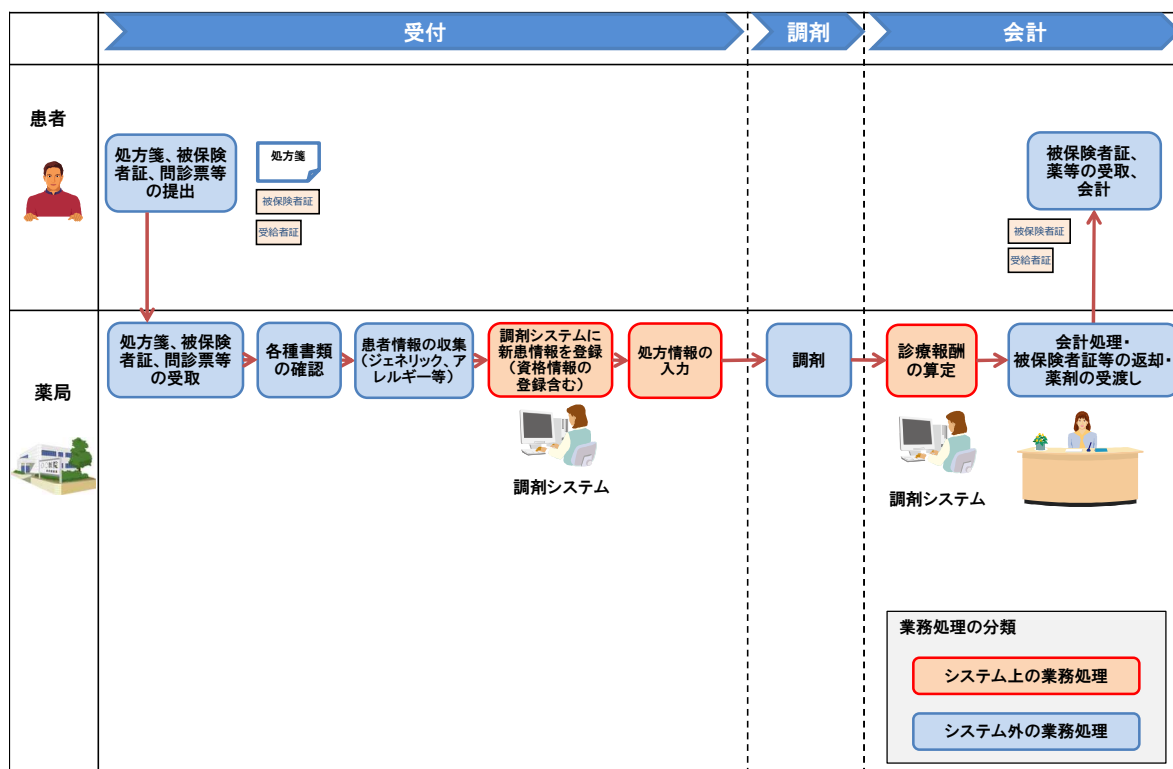 受付
調剤
会計
患者
処方箋、被保険
者証、問診票等
の提出
処方箋
被保険者証
受給者証
被保険者証、
薬等の受取、
会計
被保険者証
受給者証
薬局
処方箋、被保険
者証、問診票等
の受取
各種書類
の確認
患者情報の収集
(ジェネリック、ア
レルギー等)
調剤システムに
新患情報を登録
(資格情報の
登録含む)
処方情報の
入力
調剤
診療報酬
の算定
会計処理・
被保険者証等の返却・
薬剤の受渡し
調剤システム
調剤システム
業務処理の分類
システム上の業務処理
システム外の業務処理